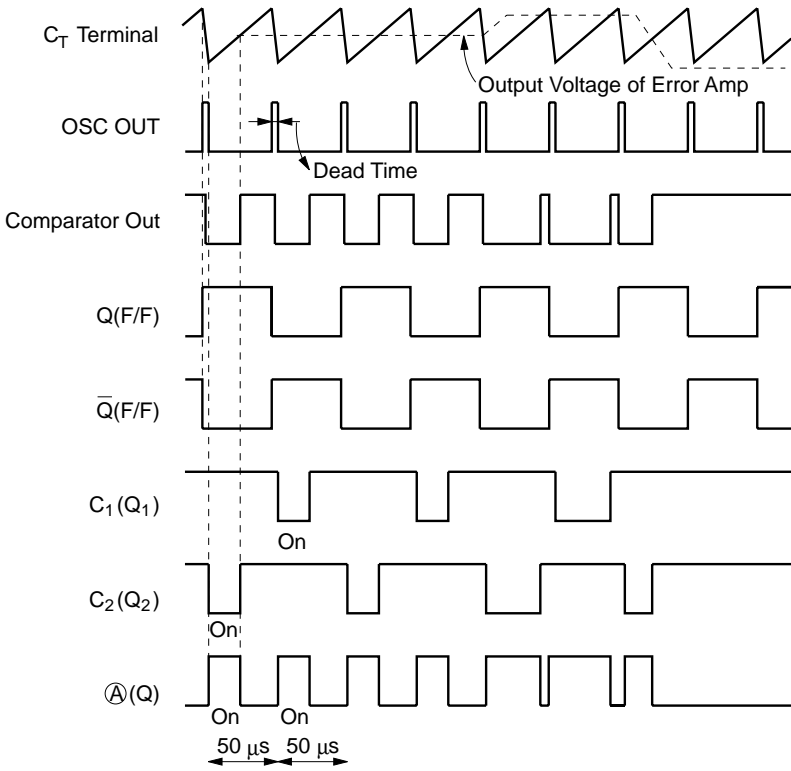 C_T Terminal
Output Voltage of Error Amp
OSC OUT
Dead Time
Comparator Out
Q(F/F)
Q̅(F/F)
C₁(Q₁)
On
C₂(Q₂)
On
Ⓐ(Q)
On On
50 μs 50 μs